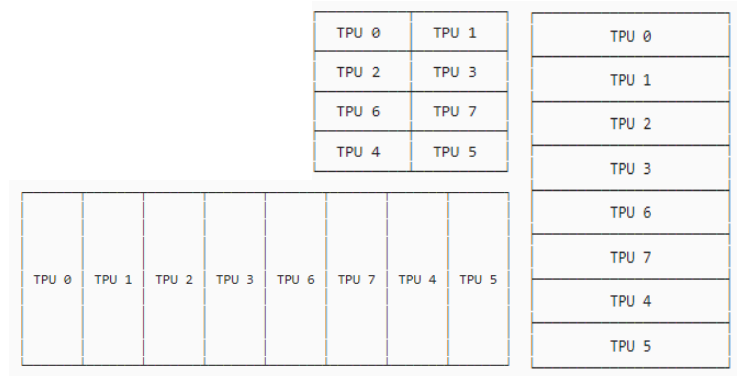 TPU 0 TPU 1
TPU 2 TPU 3
TPU 6 TPU 7
TPU 4 TPU 5
TPU 0 TPU 1 TPU 2 TPU 3 TPU 6 TPU 7 TPU 4 TPU 5
TPU 0
TPU 1
TPU 2
TPU 3
TPU 6
TPU 7
TPU 4
TPU 5